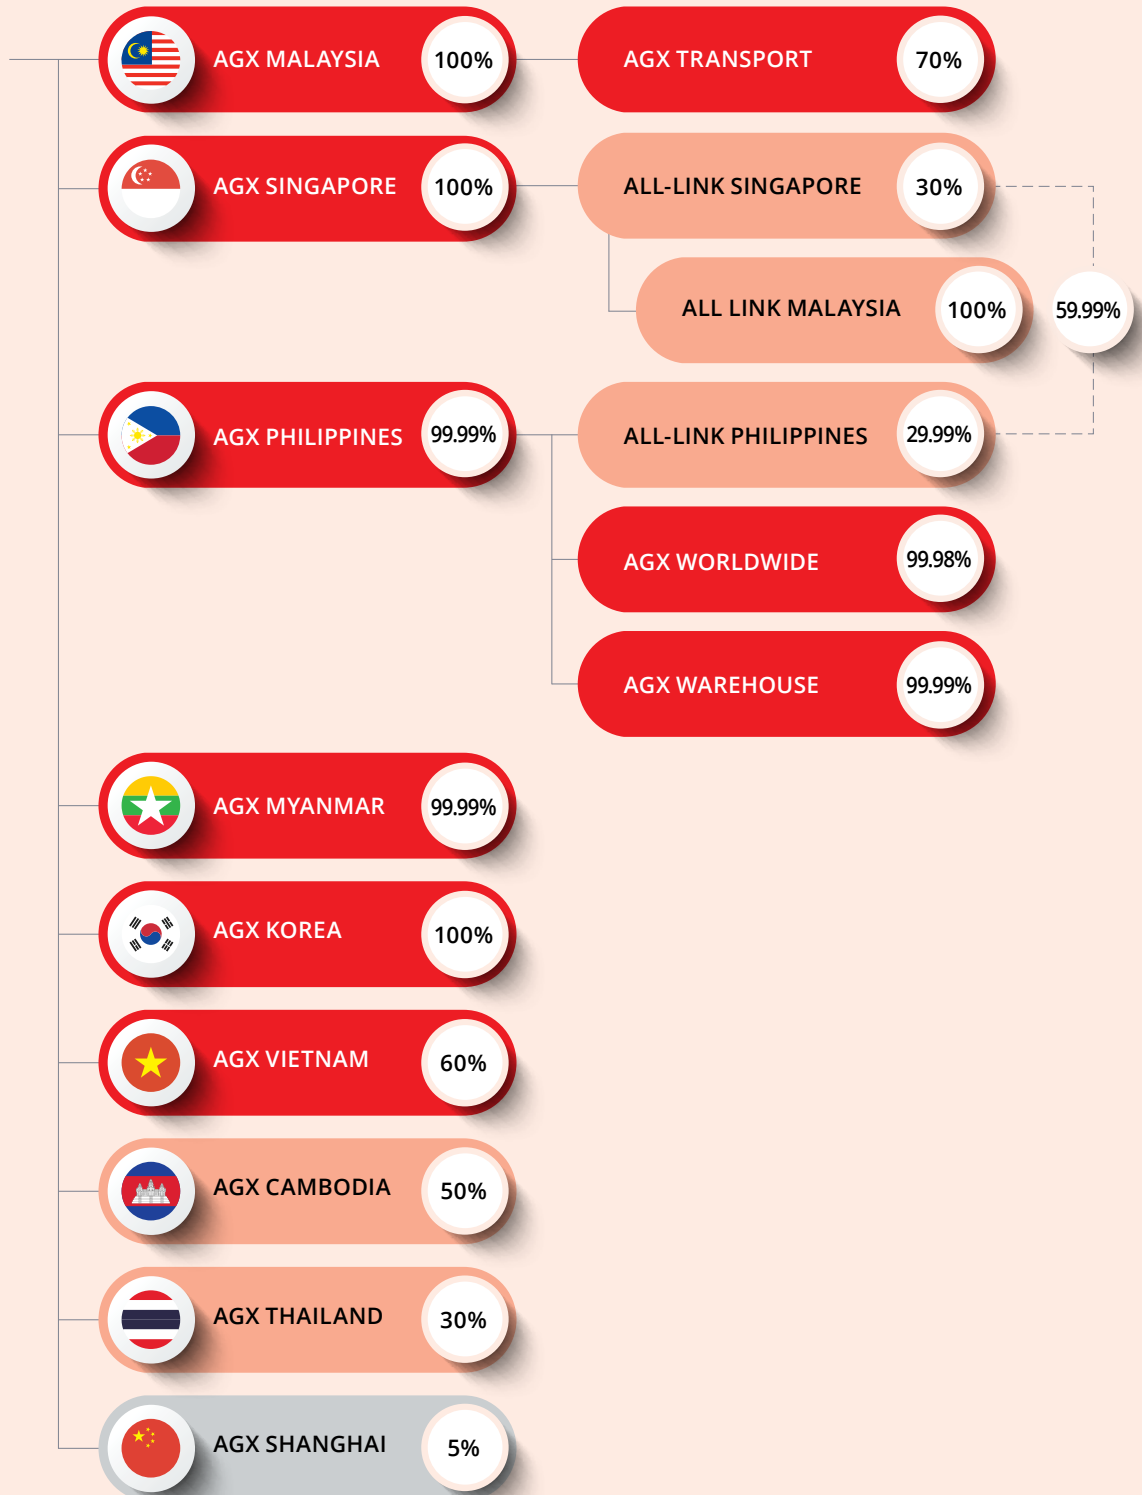 AGX MALAYSIA 100%
AGX TRANSPORT 70%
AGX SINGAPORE 100%
ALL-LINK SINGAPORE 30%
ALL LINK MALAYSIA 100%
59.99%
AGX PHILIPPINES 99.99%
ALL-LINK PHILIPPINES 29.99%
AGX WORLDWIDE 99.98%
AGX WAREHOUSE 99.99%
AGX MYANMAR 99.99%
AGX KOREA 100%
AGX VIETNAM 60%
AGX CAMBODIA 50%
AGX THAILAND 30%
AGX SHANGHAI 5%